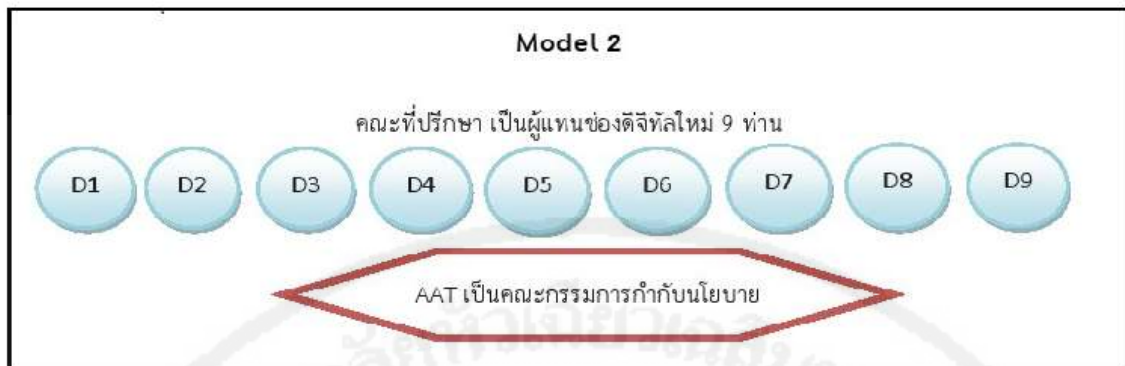 Model 2
คณะที่ปรึกษา เป็นผู้แทนช่องดิจิทัลใหม่ 9 ท่าน
D1 D2 D3 D4 D5 D6 D7 D8 D9
AAT เป็นคณะกรรมการกำกับนโยบาย